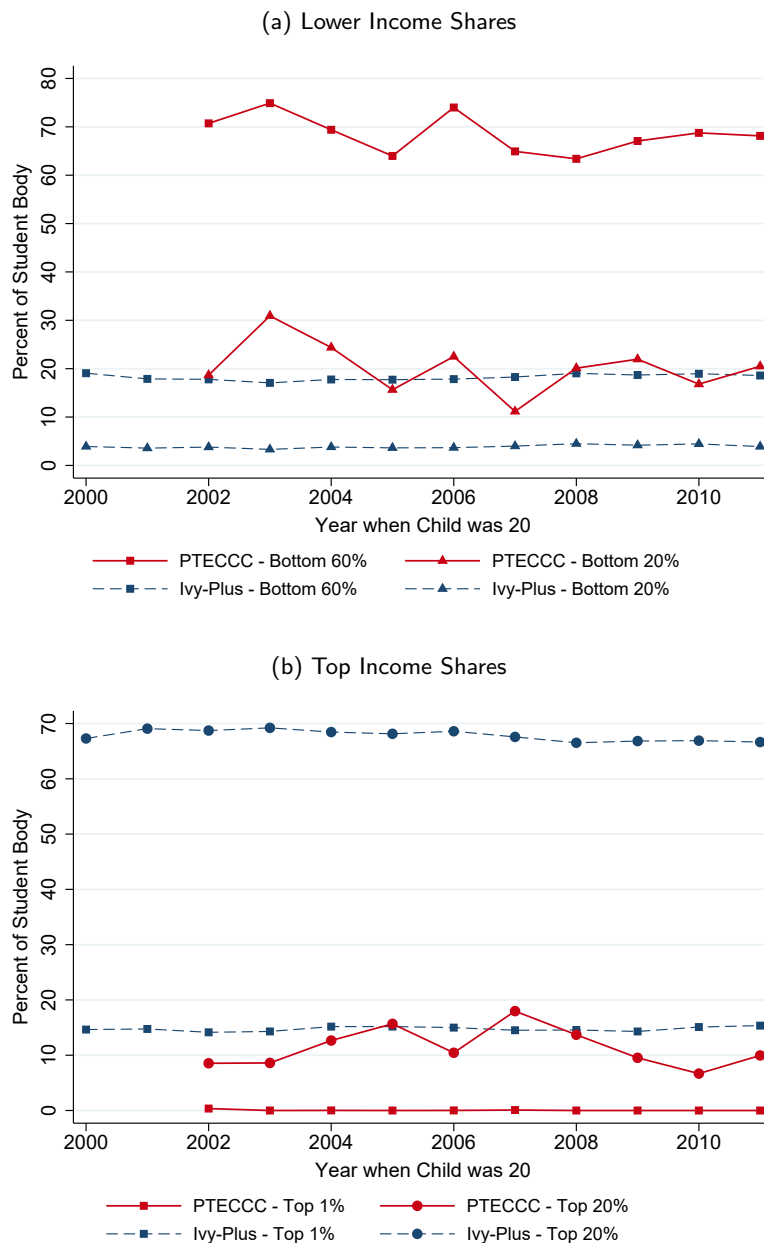 (a) Lower Income Shares
80
70
60
50
40
30
20
10
0
Percent of Student Body
2000 2002 2004 2006 2008 2010
Year when Child was 20
PTECCC - Bottom 60% PTECCC - Bottom 20%
Ivy-Plus - Bottom 60% Ivy-Plus - Bottom 20%
(b) Top Income Shares
70
60
50
40
30
20
10
0
Percent of Student Body
2000 2002 2004 2006 2008 2010
Year when Child was 20
PTECCC - Top 1% PTECCC - Top 20%
Ivy-Plus - Top 1% Ivy-Plus - Top 20%